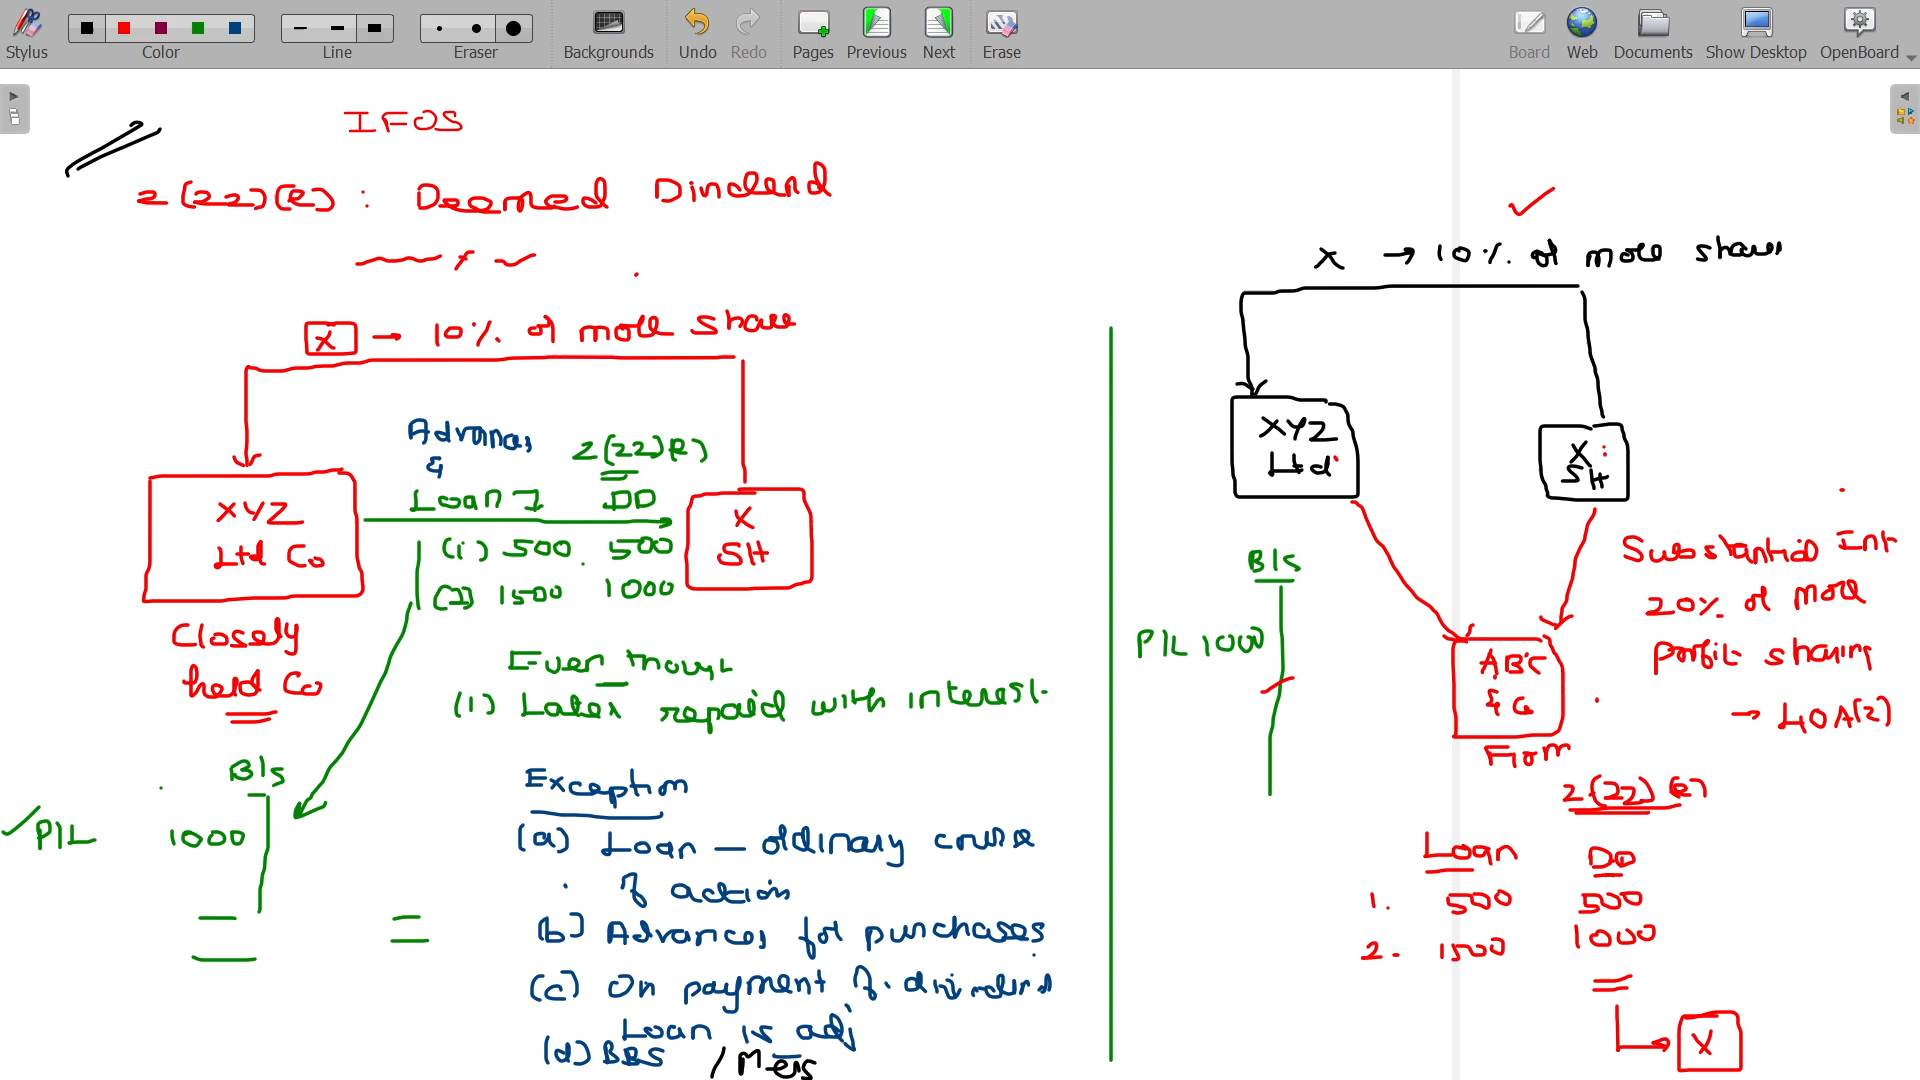 Stylus
Color
Line
Eraser
Backgrounds
Undo
Redo
Pages
Previous
Next
Erase
Board
Web
Documents
Show Desktop
OpenBoard
IFOS
2(22)(e) : Deemed Dividend
X → 10% or more share
XYZ
Ltd Co
Closely
held Co
Advances
&
Loan
2(22)(e)
DD
(i) 500 500
(2) 1500 1000
X
SH
Even though
(1) Later repaid with interest
B/s
P/L 1000
Exception
(a) Loan – ordinary course
of action
b) Advances for purchases
(c) On payment of dividend
Loan is adj
(d) BBS
X → 10% or more shares
XYZ
Ltd
X
SH
B/s
P/L 1000
Substantial Int
20% or more
profit sharing
→ 40A(2)
ABC
& Co
Firm
2(22)(e)
Loan DD
1. 500 500
2. 1500 1000
X